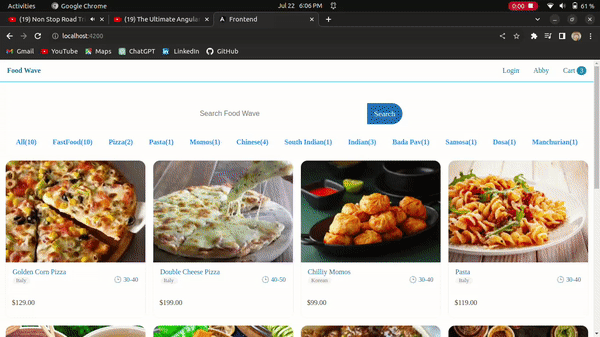 Activities Google Chrome Jul 22 6:06 PM 0:00 61 %
(19) Non Stop Road Tr (19) The Ultimate Angular Frontend
localhost:4200
Gmail YouTube Maps ChatGPT LinkedIn GitHub
Food Wave Login Abby Cart 3
Search Food Wave Search
All(10) FastFood(10) Pizza(2) Pasta(1) Momos(1) Chinese(4) South Indian(1) Indian(3) Bada Pav(1) Samosa(1) Dosa(1) Manchurian(1)
Golden Corn Pizza Double Cheese Pizza Chilliy Momos Pasta
Italy 30-40 Italy 40-50 Korean 30-40 Italy 30-40
$129.00 $199.00 $99.00 $119.00